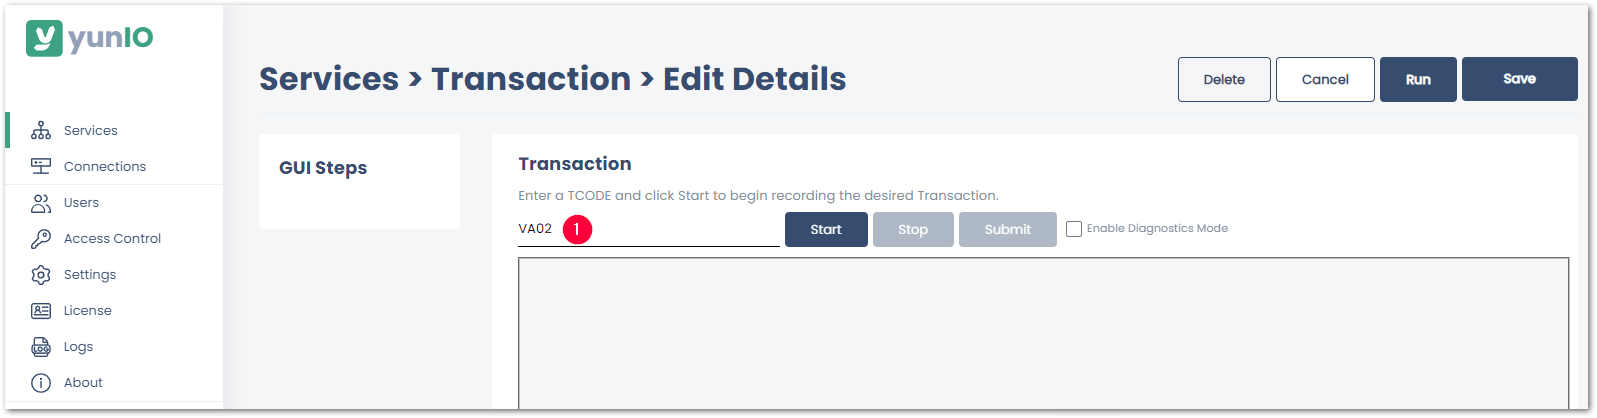 yunIO
Services
Connections
Users
Access Control
Settings
License
Logs
About
Services > Transaction > Edit Details
Delete
Cancel
Run
Save
GUI Steps
Transaction
Enter a TCODE and click Start to begin recording the desired Transaction.
VA02 1
Start
Stop
Submit
Enable Diagnostics Mode